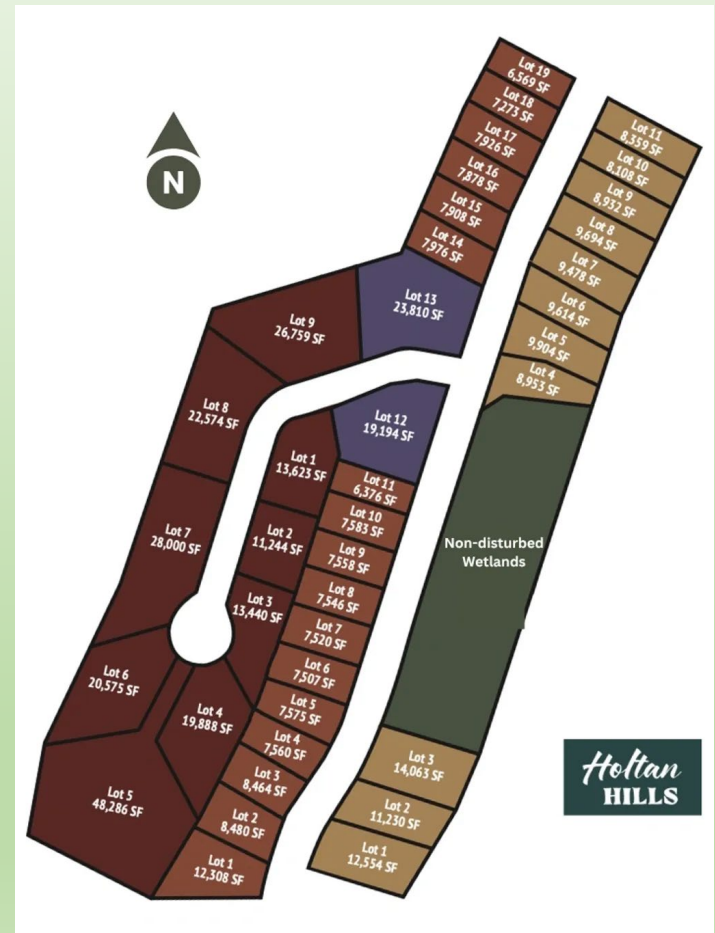 N
Lot 19
6,569 SF
Lot 18
7,273 SF
Lot 17
7,926 SF
Lot 16
7,878 SF
Lot 15
7,908 SF
Lot 14
7,976 SF
Lot 13
23,810 SF
Lot 11
8,359 SF
Lot 10
8,108 SF
Lot 9
8,932 SF
Lot 8
9,694 SF
Lot 7
9,478 SF
Lot 6
9,614 SF
Lot 5
9,904 SF
Lot 4
8,953 SF
Lot 9
26,759 SF
Lot 8
22,574 SF
Lot 7
28,000 SF
Lot 6
20,575 SF
Lot 5
48,286 SF
Lot 4
19,888 SF
Lot 3
13,440 SF
Lot 2
11,244 SF
Lot 1
13,623 SF
Lot 12
19,194 SF
Lot 11
6,376 SF
Lot 10
7,583 SF
Lot 9
7,558 SF
Lot 8
7,546 SF
Lot 7
7,520 SF
Lot 6
7,507 SF
Lot 5
7,575 SF
Lot 4
7,560 SF
Lot 3
8,464 SF
Lot 2
8,480 SF
Lot 1
12,308 SF
Non-disturbed
Wetlands
Lot 3
14,063 SF
Lot 2
11,230 SF
Lot 1
12,554 SF
Holtan
HILLS